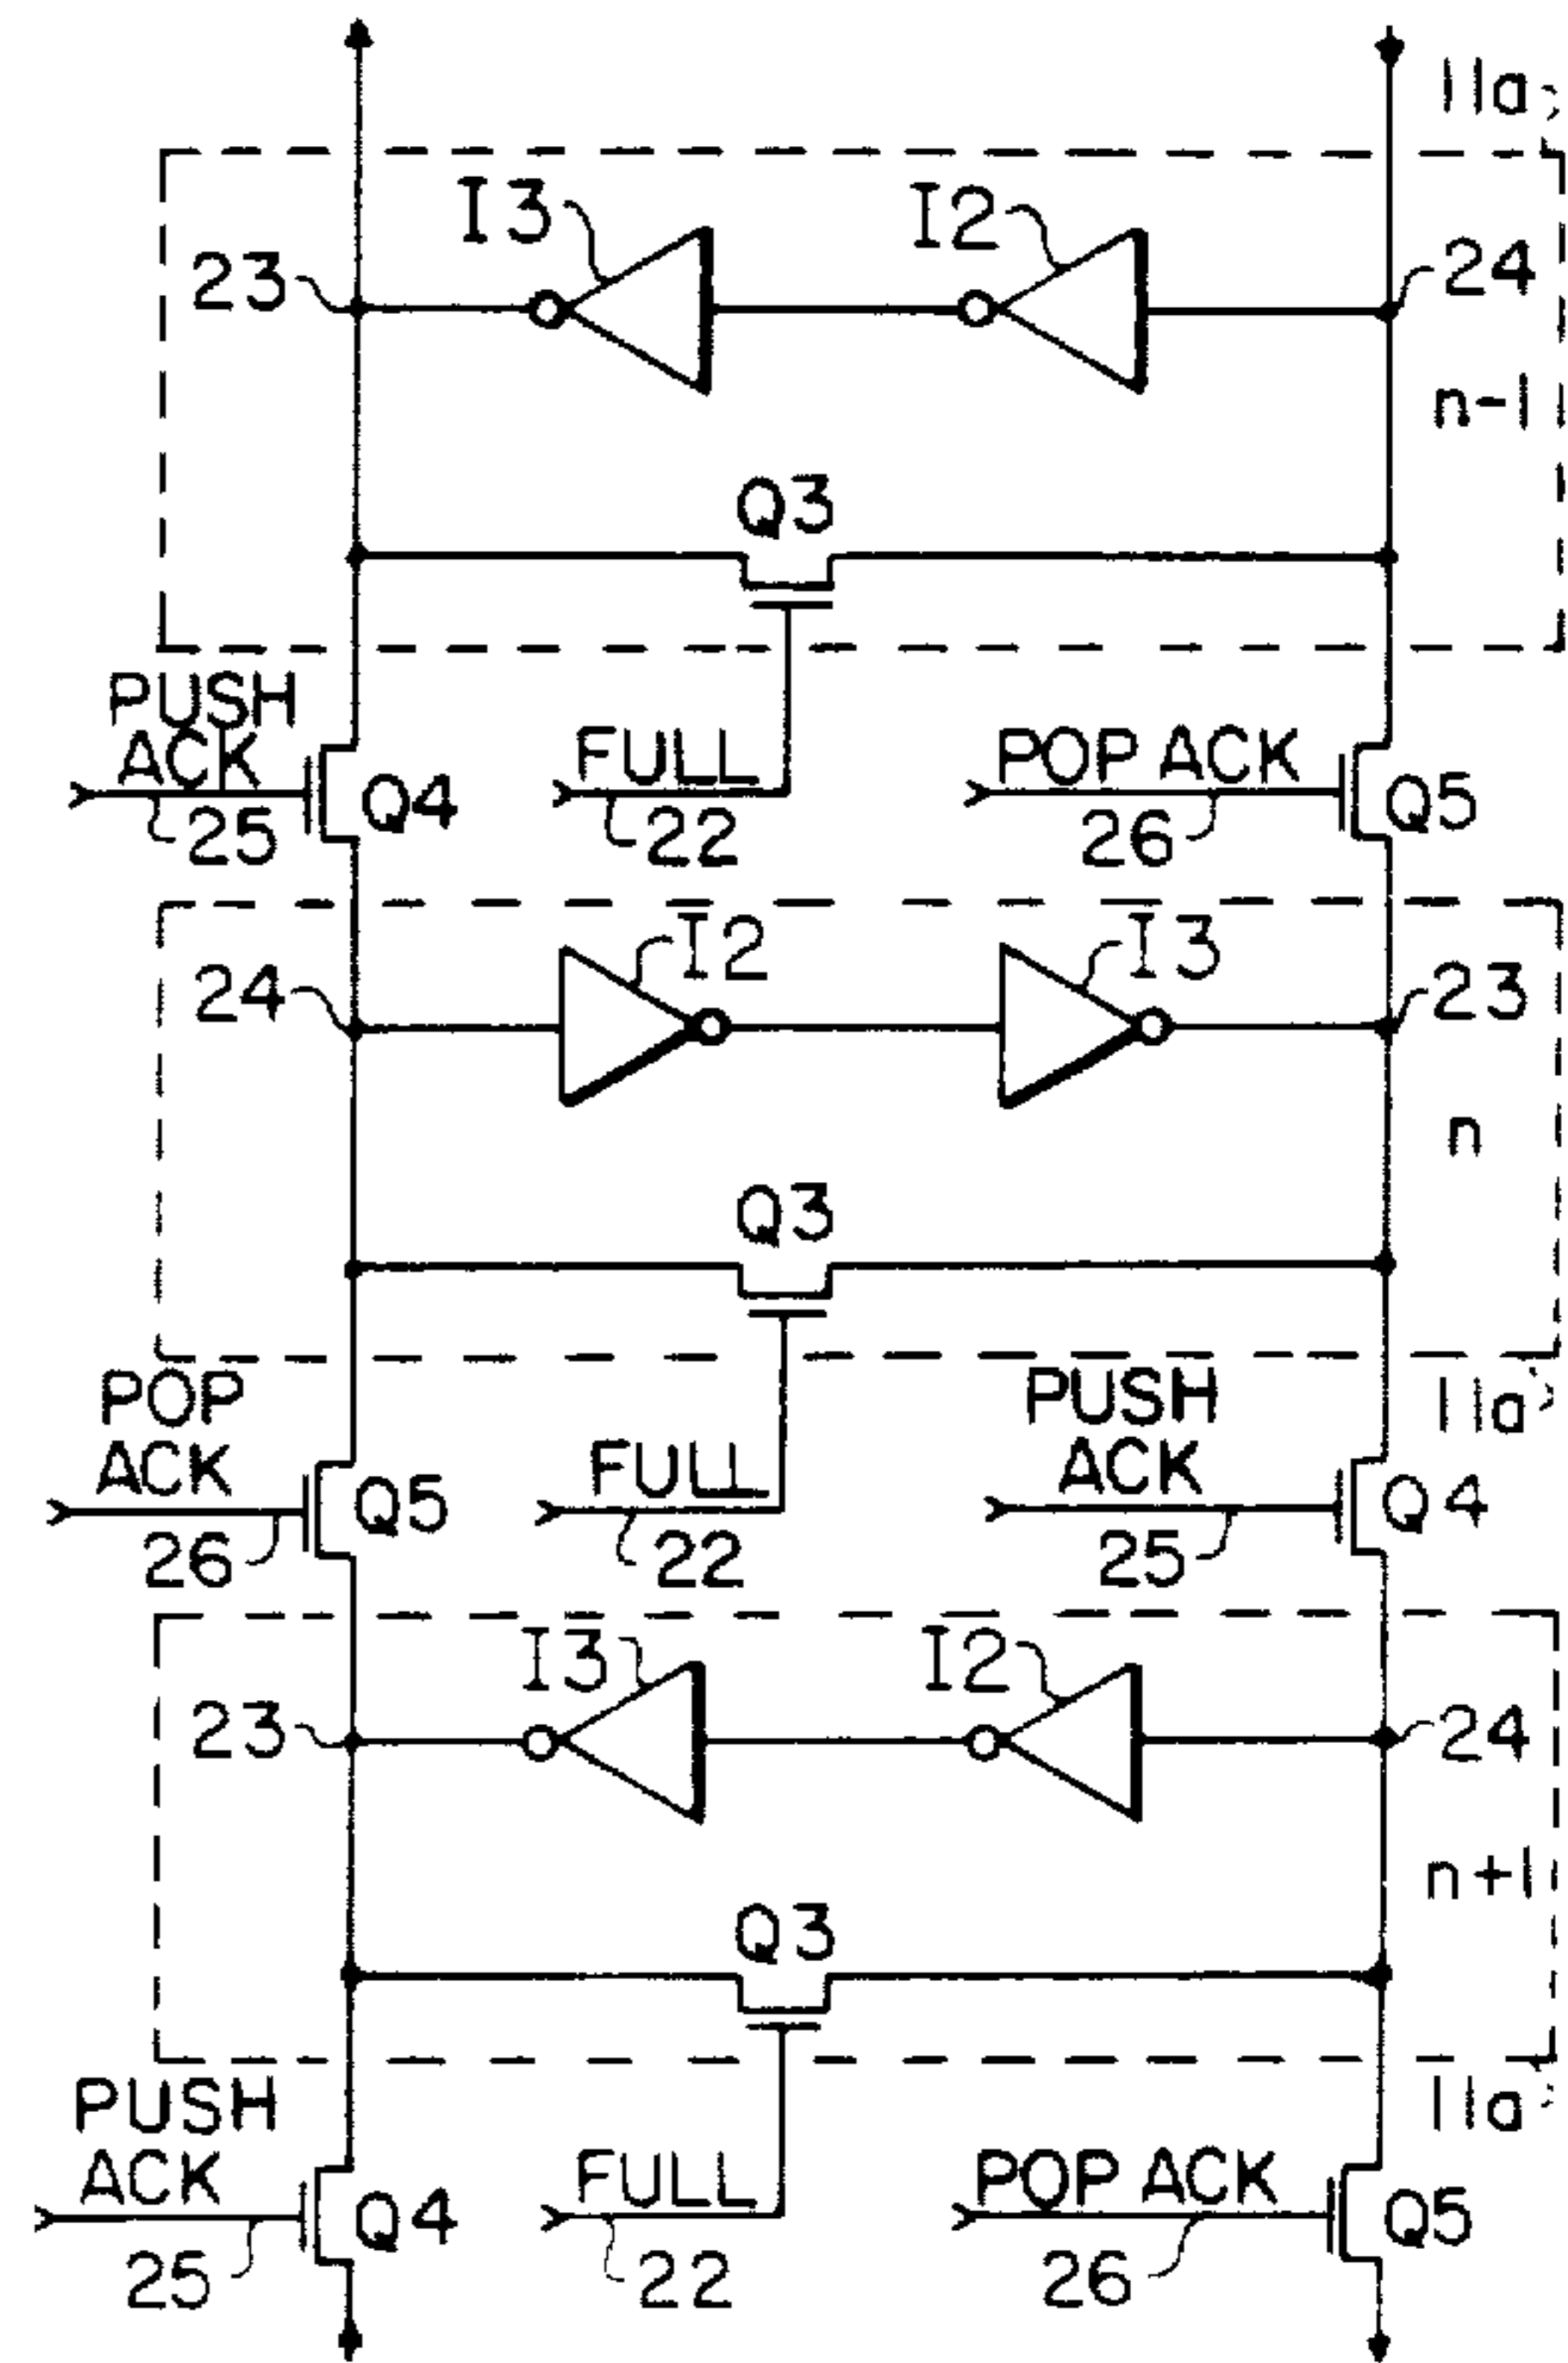 11a
I3
I2
23
24
n-1
Q3
PUSH
ACK
FULL
POP ACK
Q4
Q5
25
22
26
I2
I3
24
23
n
Q3
POP
ACK
FULL
PUSH
ACK
11a
Q5
Q4
26
22
25
I3
I2
23
24
n+1
Q3
PUSH
ACK
FULL
POP ACK
11a
Q4
Q5
25
22
26